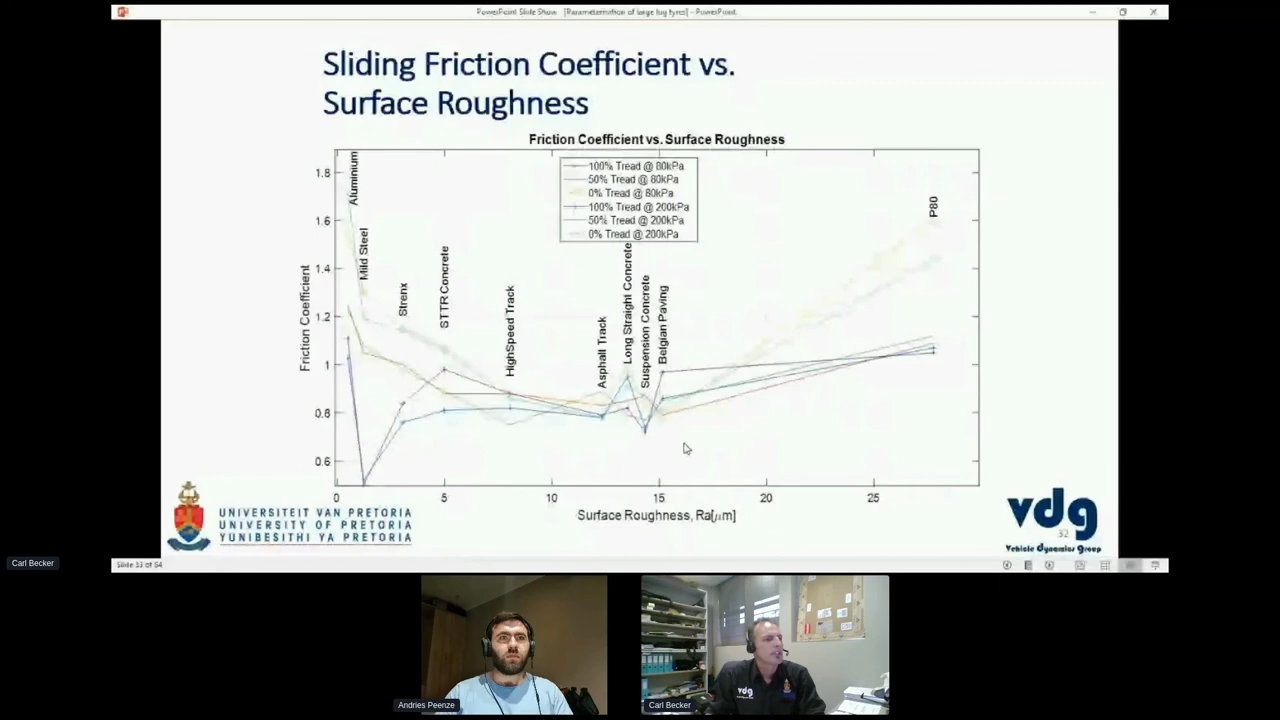 PowerPoint Slide Show - [Parameterisation of large lug tyres] - PowerPoint
Sliding Friction Coefficient vs.
Surface Roughness
Friction Coefficient vs. Surface Roughness
100% Tread @ 80kPa
50% Tread @ 80kPa
0% Tread @ 80kPa
100% Tread @ 200kPa
50% Tread @ 200kPa
0% Tread @ 200kPa
Aluminium
Mild Steel
Strenx
STTR Concrete
HighSpeed Track
Asphalt Track
Long Straight Concrete
Suspension Concrete
Belgian Paving
P80
Friction Coefficient
1.8
1.6
1.4
1.2
1
0.8
0.6
0
5
10
15
20
25
Surface Roughness, Ra[μm]
UNIVERSITEIT VAN PRETORIA
UNIVERSITY OF PRETORIA
YUNIBESITHI YA PRETORIA
vdg
32
Vehicle Dynamics Group
Slide 33 of 64
Carl Becker
Andries Peenze
Carl Becker
vdg